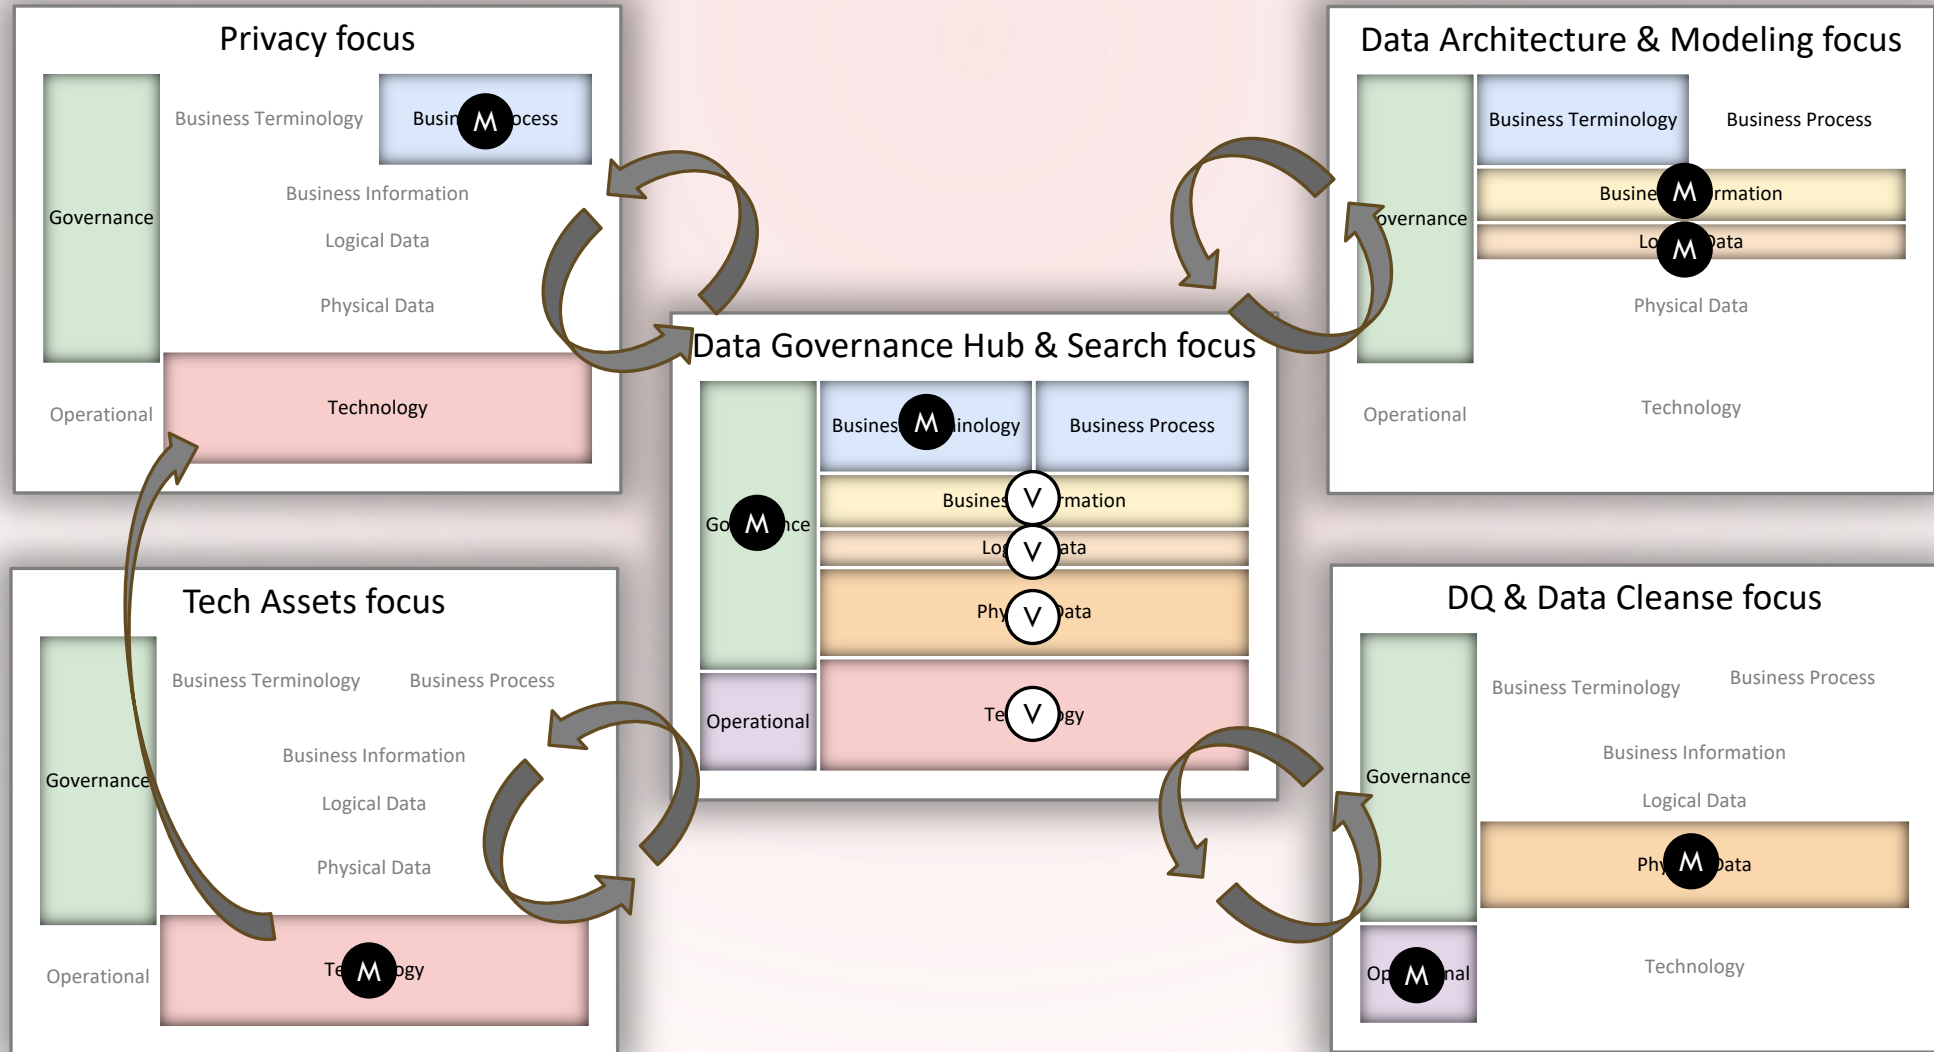 Privacy focus
Business Terminology
Busin M ocess
Business Information
Governance
Logical Data
Physical Data
Operational
Technology
Data Architecture & Modeling focus
Business Terminology
Business Process
Busine M rmation
overnance
Lo M Data
Physical Data
Operational
Technology
Data Governance Hub & Search focus
Busines M inology
Business Process
Busines V rmation
Go M nce
Log V ata
Phy V Data
Operational
Te V ogy
Tech Assets focus
Business Terminology
Business Process
Business Information
Governance
Logical Data
Physical Data
Operational
Te M ogy
DQ & Data Cleanse focus
Business Terminology
Business Process
Business Information
Governance
Logical Data
Phy M Data
Op M nal
Technology